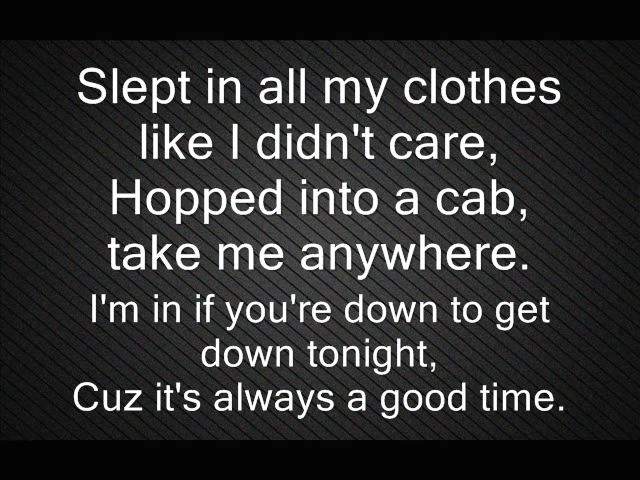 Slept in all my clothes
like I didn't care,
Hopped into a cab,
take me anywhere.
I'm in if you're down to get
down tonight,
Cuz it's always a good time.